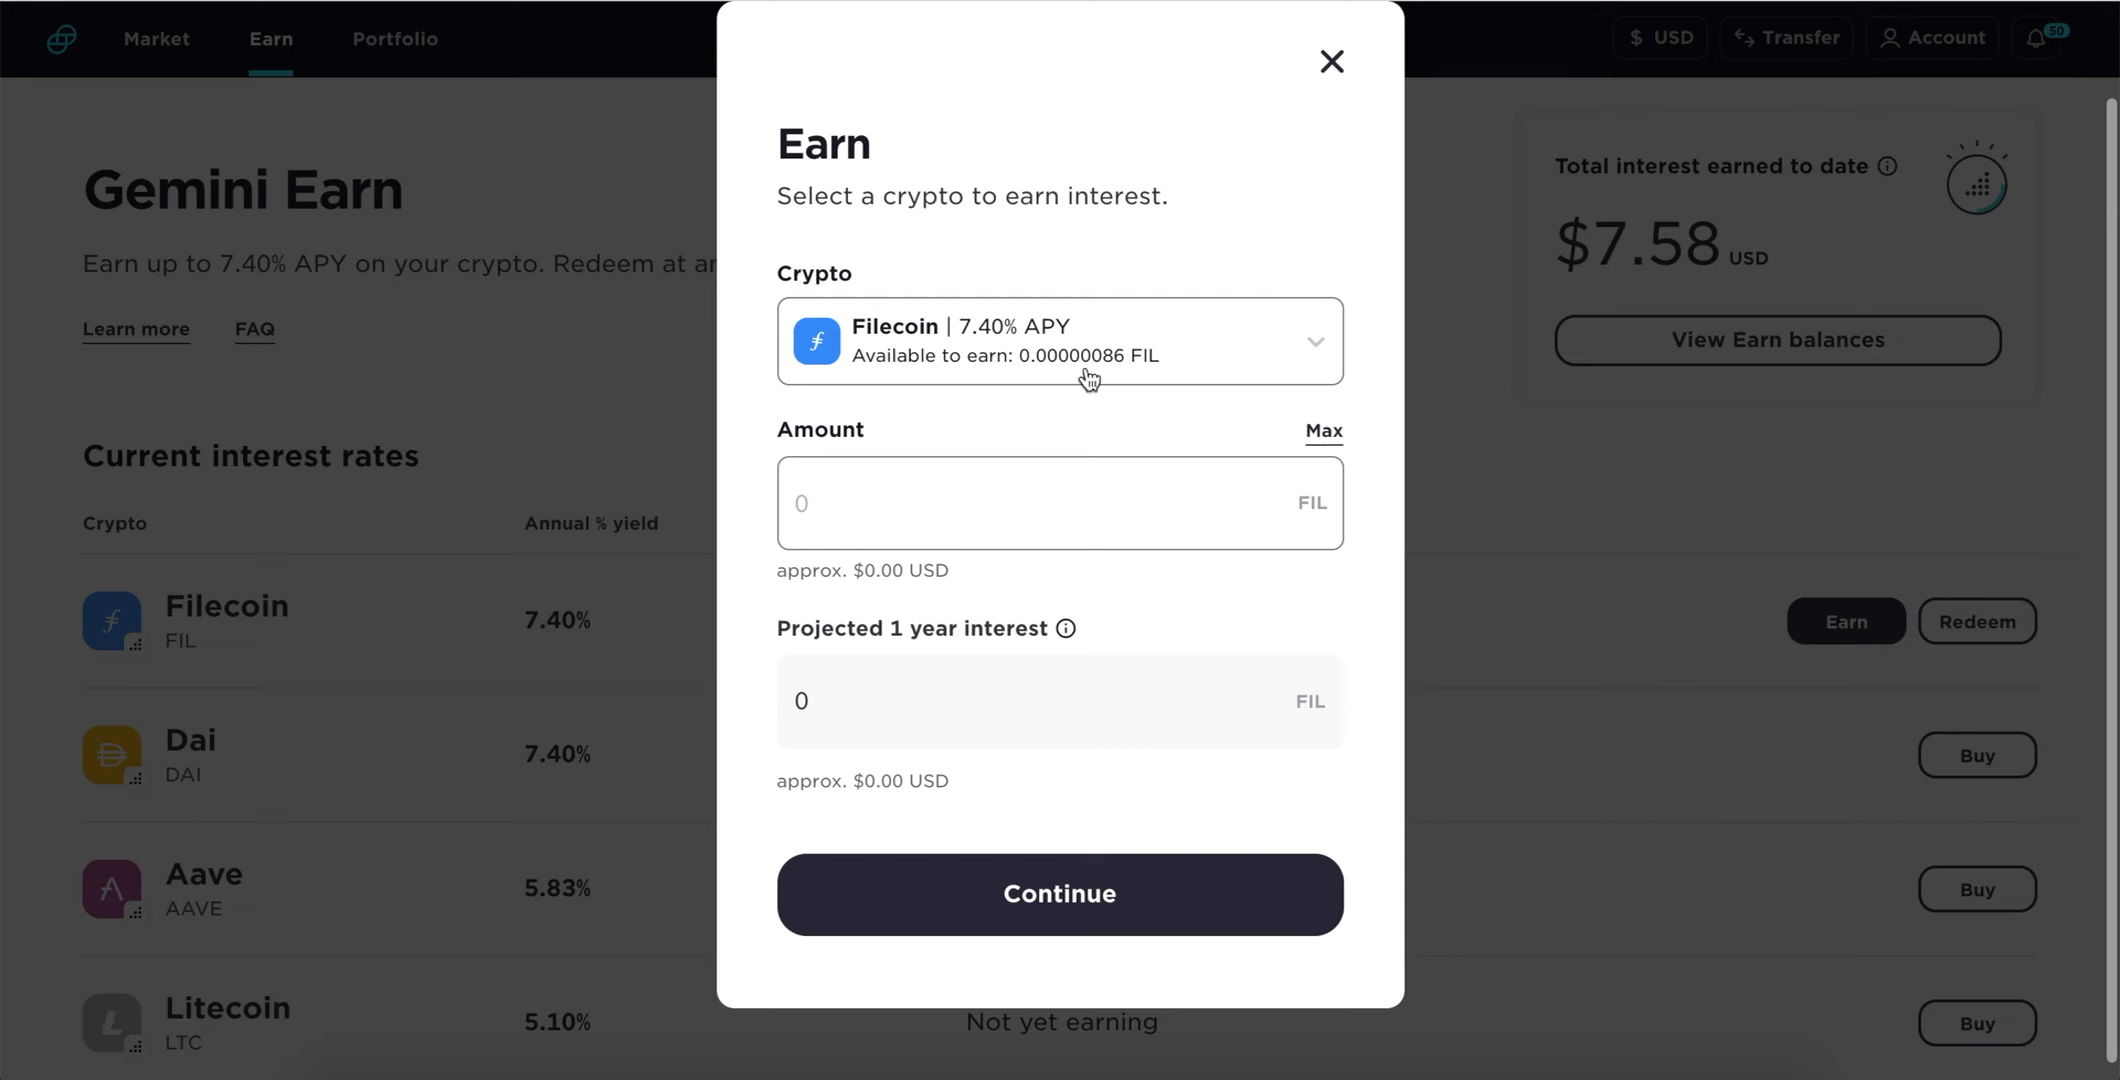 Market
Earn
Portfolio
$ USD
Transfer
Account
50
Gemini Earn
Earn up to 7.40% APY on your crypto. Redeem at
Learn more
FAQ
Total interest earned to date
$7.58 USD
View Earn balances
Earn
Select a crypto to earn interest.
Crypto
Filecoin | 7.40% APY
Available to earn: 0.00000086 FIL
Amount
Max
0
FIL
approx. $0.00 USD
Projected 1 year interest
0
FIL
approx. $0.00 USD
Continue
Current interest rates
Crypto
Annual % yield
Filecoin
FIL
7.40%
Earn
Redeem
Dai
DAI
7.40%
Buy
Aave
AAVE
5.83%
Buy
Litecoin
LTC
5.10%
Not yet earning
Buy